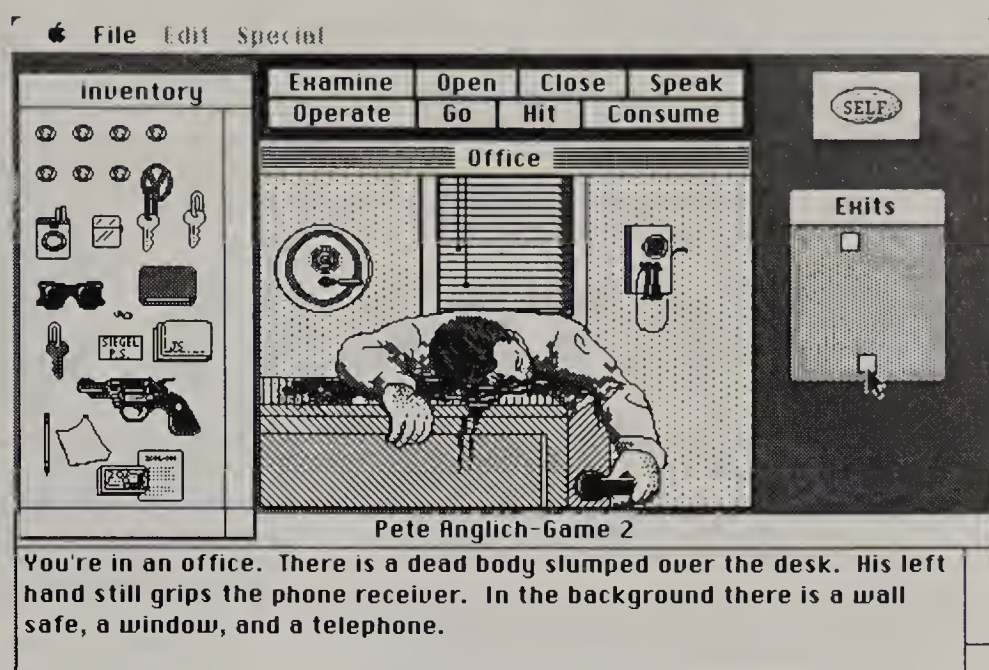 File Edit Special
inventory
Examine Open Close Speak
Operate Go Hit Consume
SELF
Office
Exits
SIEGEL
P.S.
JS
Pete Anglich-Game 2
You're in an office. There is a dead body slumped over the desk. His left
hand still grips the phone receiver. In the background there is a wall
safe, a window, and a telephone.